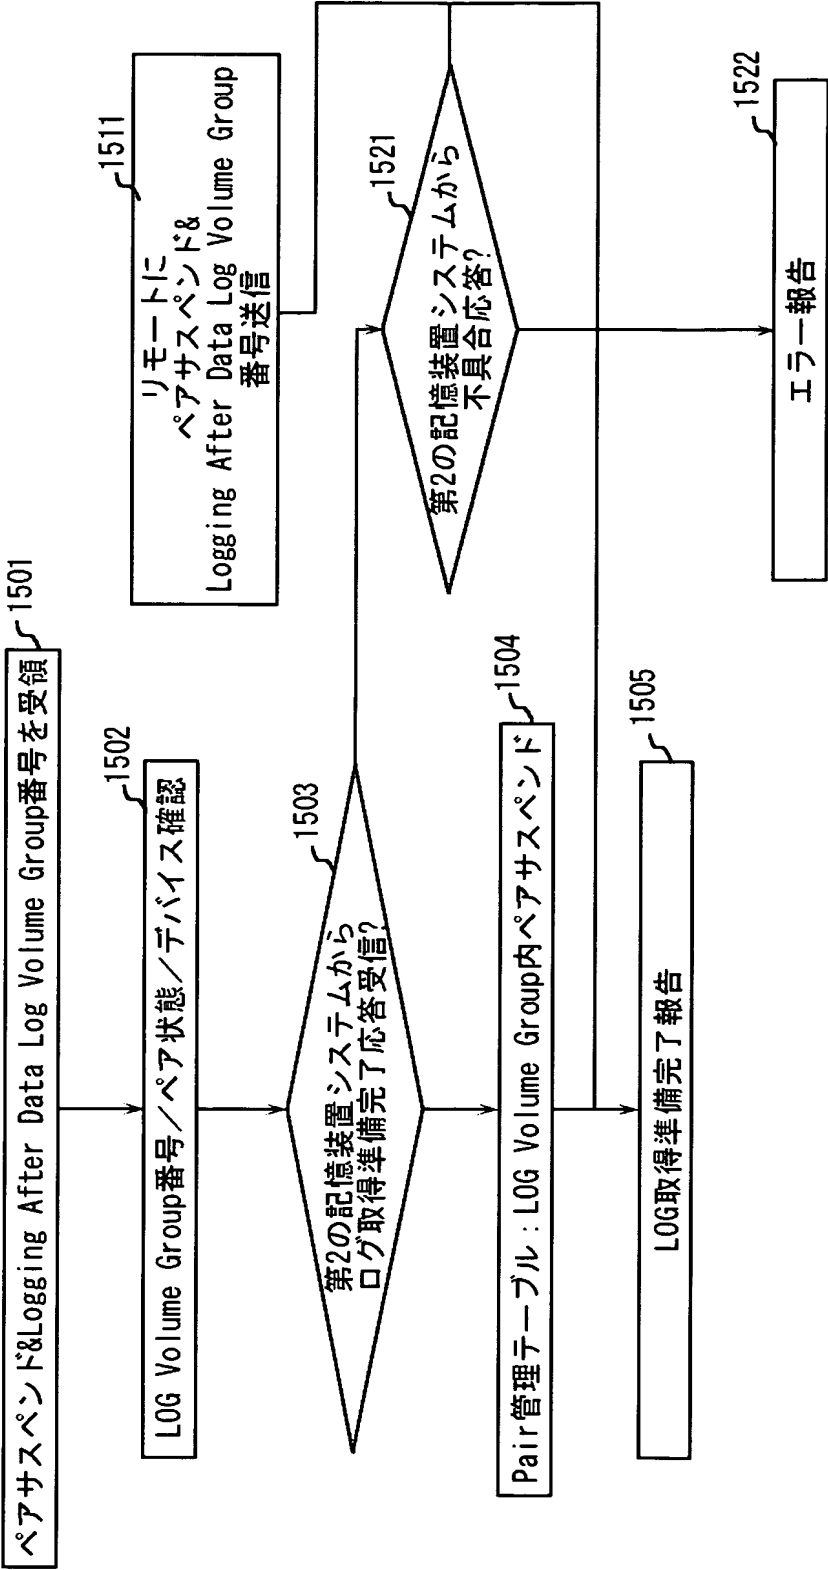 ペアサスペンド&Logging After Data Log Volume Group番号を受領
1501
LOG Volume Group番号/ペア状態/デバイス確認
1502
第2の記憶装置システムから
ログ取得準備完了応答受信?
1503
Pair管理テーブル:LOG Volume Group内ペアサスペンド
1504
LOG取得準備完了報告
1505
リモートに
ペアサスペンド&
Logging After Data Log Volume Group
番号送信
1511
第2の記憶装置システムから
不具合応答?
1521
エラー報告
1522